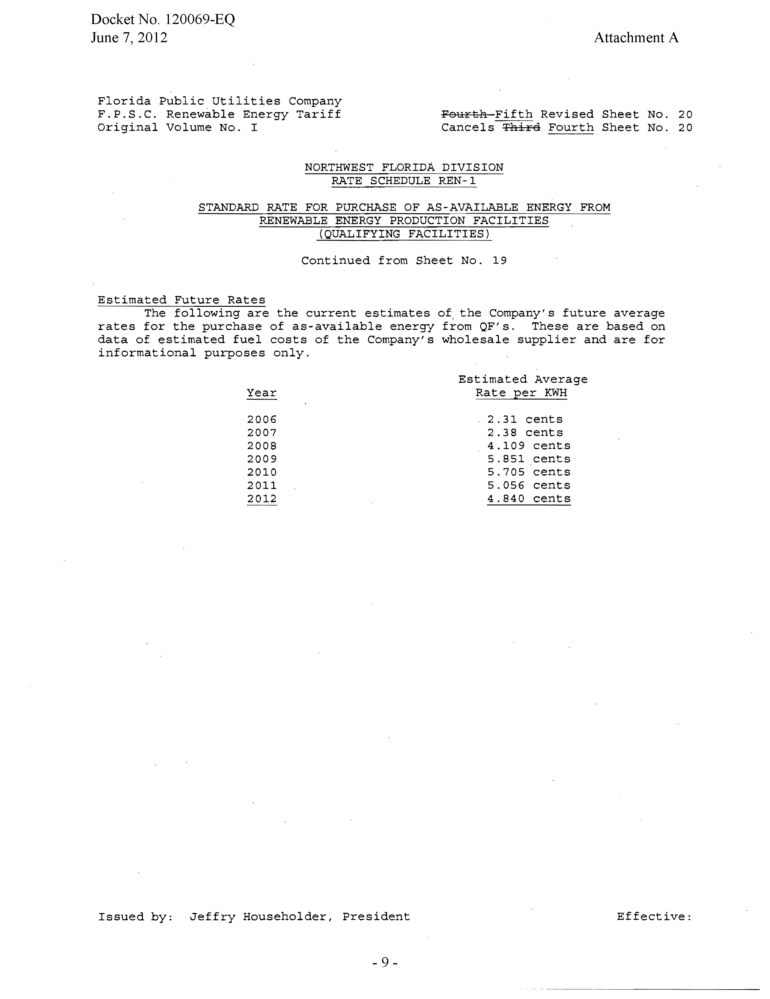 Docket No. 120069-EQ
June 7, 2012
Attachment A
Florida Public Utilities Company
F.P.S.C. Renewable Energy Tariff
Original Volume No. I
Fourth Fifth Revised Sheet No. 20
Cancels Third Fourth Sheet No. 20
NORTHWEST FLORIDA DIVISION
RATE SCHEDULE REN-1
STANDARD RATE FOR PURCHASE OF AS-AVAILABLE ENERGY FROM
RENEWABLE ENERGY PRODUCTION FACILITIES
(QUALIFYING FACILITIES)
Continued from Sheet No. 19
Estimated Future Rates
The following are the current estimates of the Company's future average
rates for the purchase of as-available energy from QF's. These are based on
data of estimated fuel costs of the Company's wholesale supplier and are for
informational purposes only.
Estimated Average
Year Rate per KWH
2006 2.31 cents
2007 2.38 cents
2008 4.109 cents
2009 5.851 cents
2010 5.705 cents
2011 5.056 cents
2012 4.840 cents
Issued by: Jeffry Householder, President Effective:
- 9 -